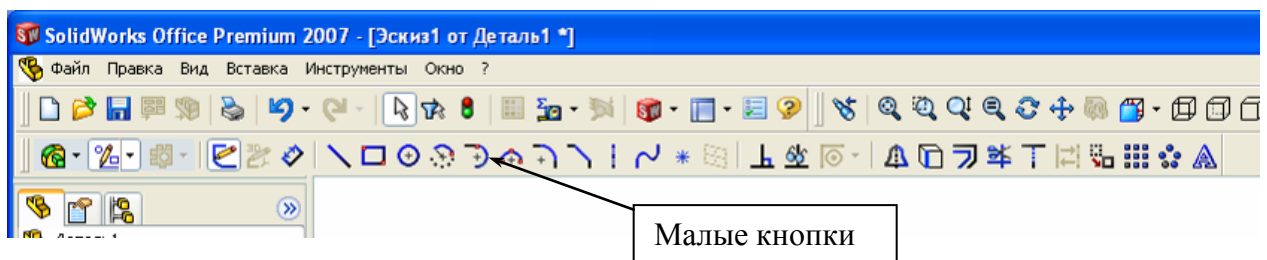 SolidWorks Office Premium 2007 - [Эскиз1 от Деталь1 *]
Файл Правка Вид Вставка Инструменты Окно ?
Малые кнопки